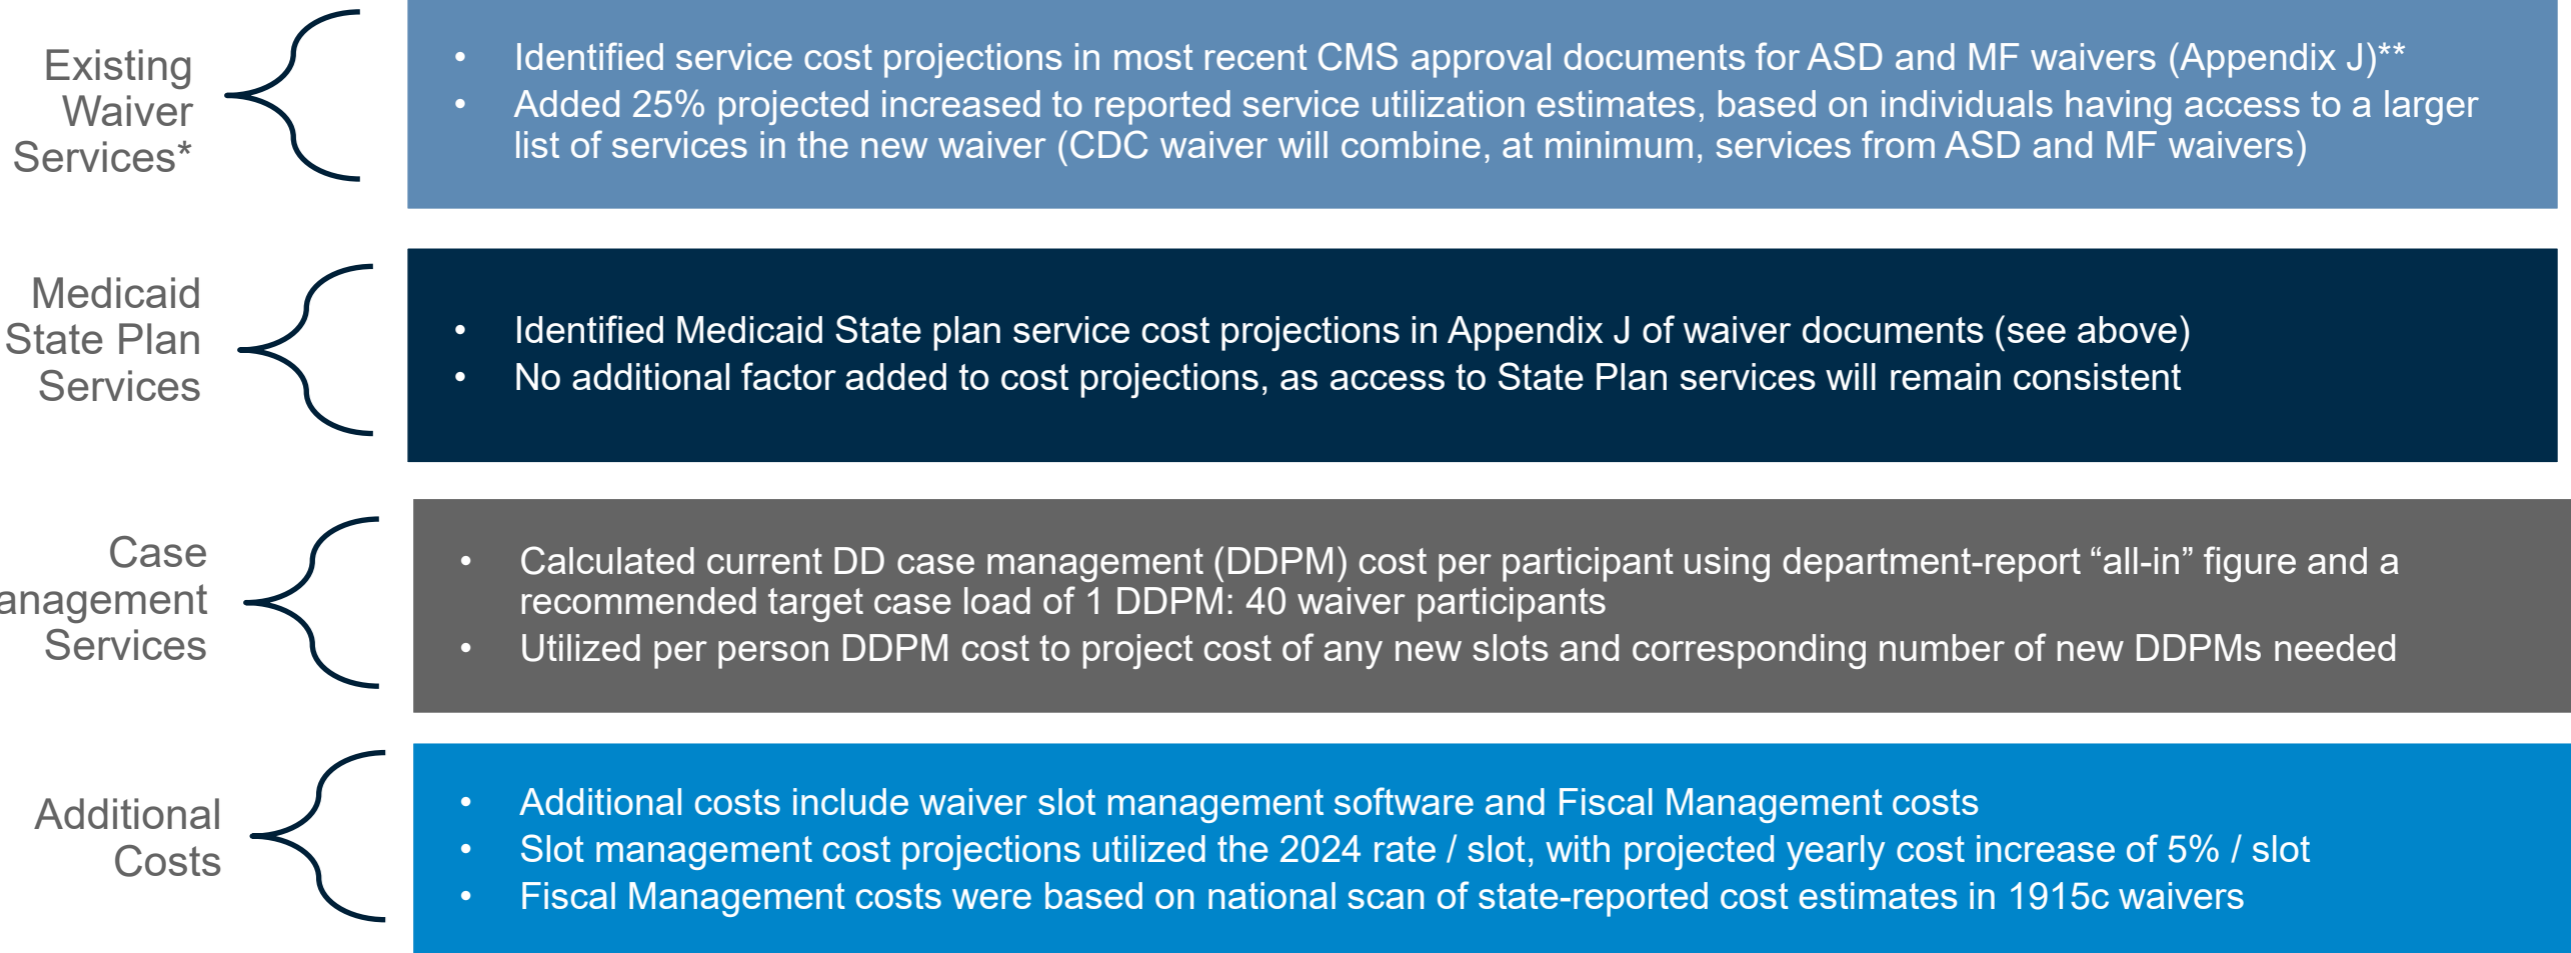 Existing
Waiver
Services*
• Identified service cost projections in most recent CMS approval documents for ASD and MF waivers (Appendix J)**
• Added 25% projected increased to reported service utilization estimates, based on individuals having access to a larger
list of services in the new waiver (CDC waiver will combine, at minimum, services from ASD and MF waivers)
Medicaid
State Plan
Services
• Identified Medicaid State plan service cost projections in Appendix J of waiver documents (see above)
• No additional factor added to cost projections, as access to State Plan services will remain consistent
Case
anagement
Services
• Calculated current DD case management (DDPM) cost per participant using department-report “all-in” figure and a
recommended target case load of 1 DDPM: 40 waiver participants
• Utilized per person DDPM cost to project cost of any new slots and corresponding number of new DDPMs needed
Additional
Costs
• Additional costs include waiver slot management software and Fiscal Management costs
• Slot management cost projections utilized the 2024 rate / slot, with projected yearly cost increase of 5% / slot
• Fiscal Management costs were based on national scan of state-reported cost estimates in 1915c waivers